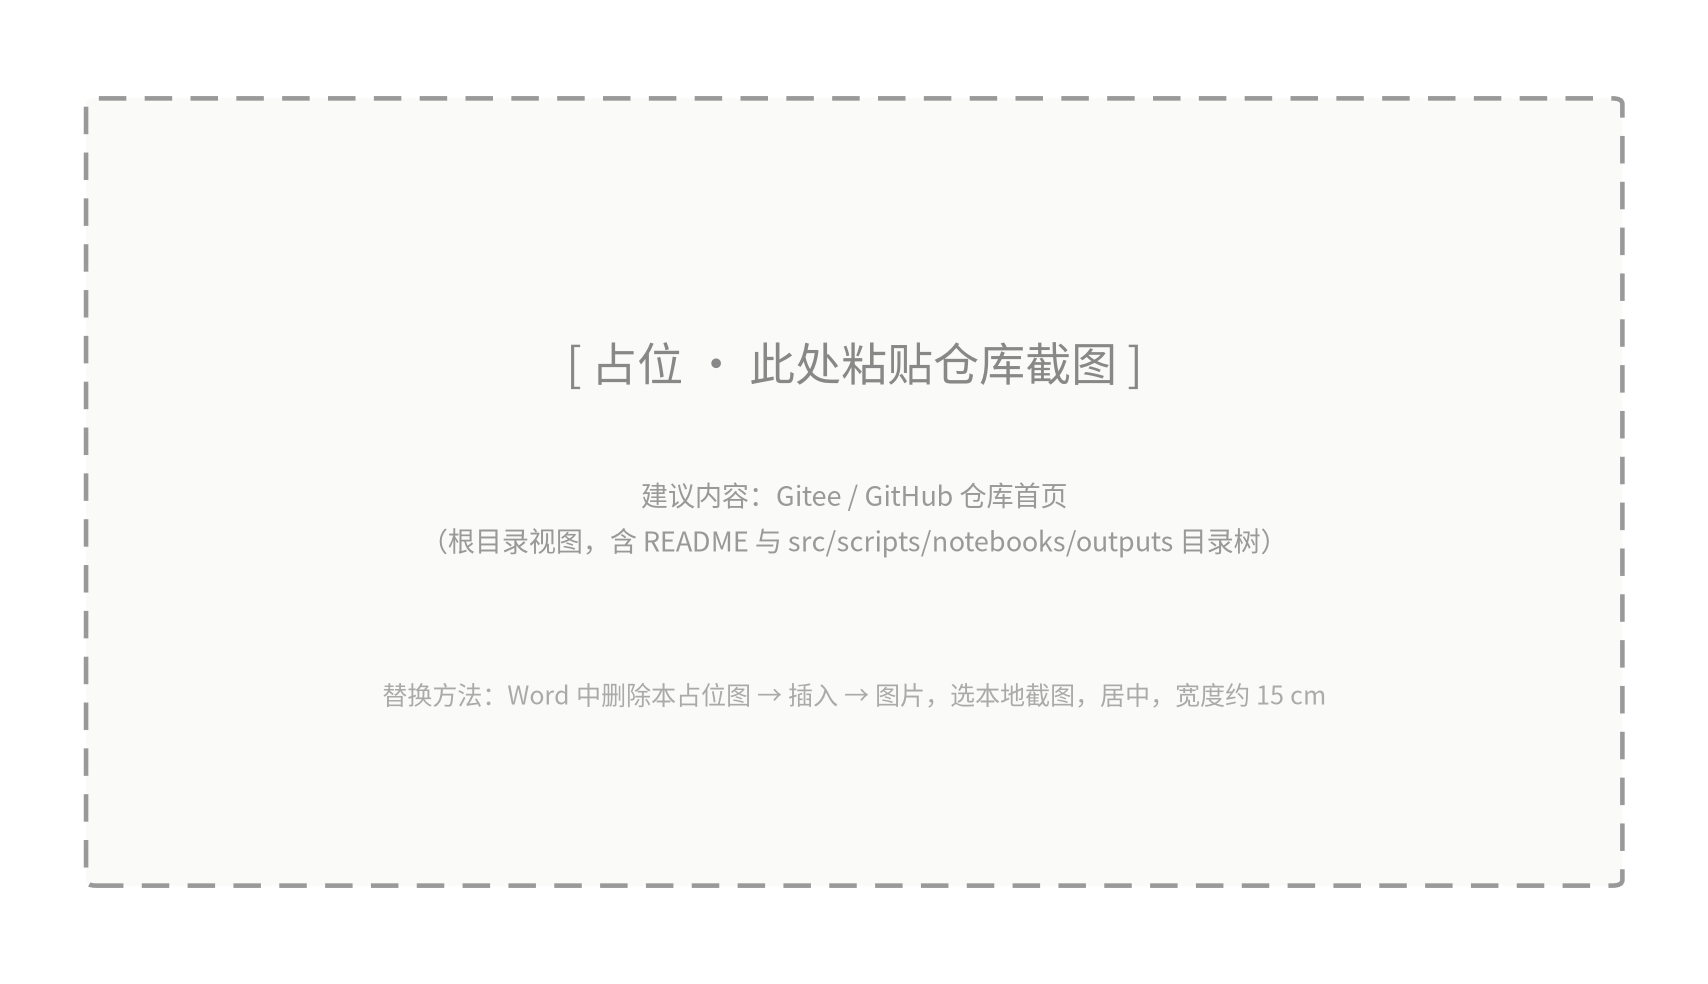 [ 占位 · 此处粘贴仓库截图 ]
建议内容：Gitee / GitHub 仓库首页
（根目录视图，含 README 与 src/scripts/notebooks/outputs 目录树）
替换方法：Word 中删除本占位图 → 插入 → 图片，选本地截图，居中，宽度约 15 cm